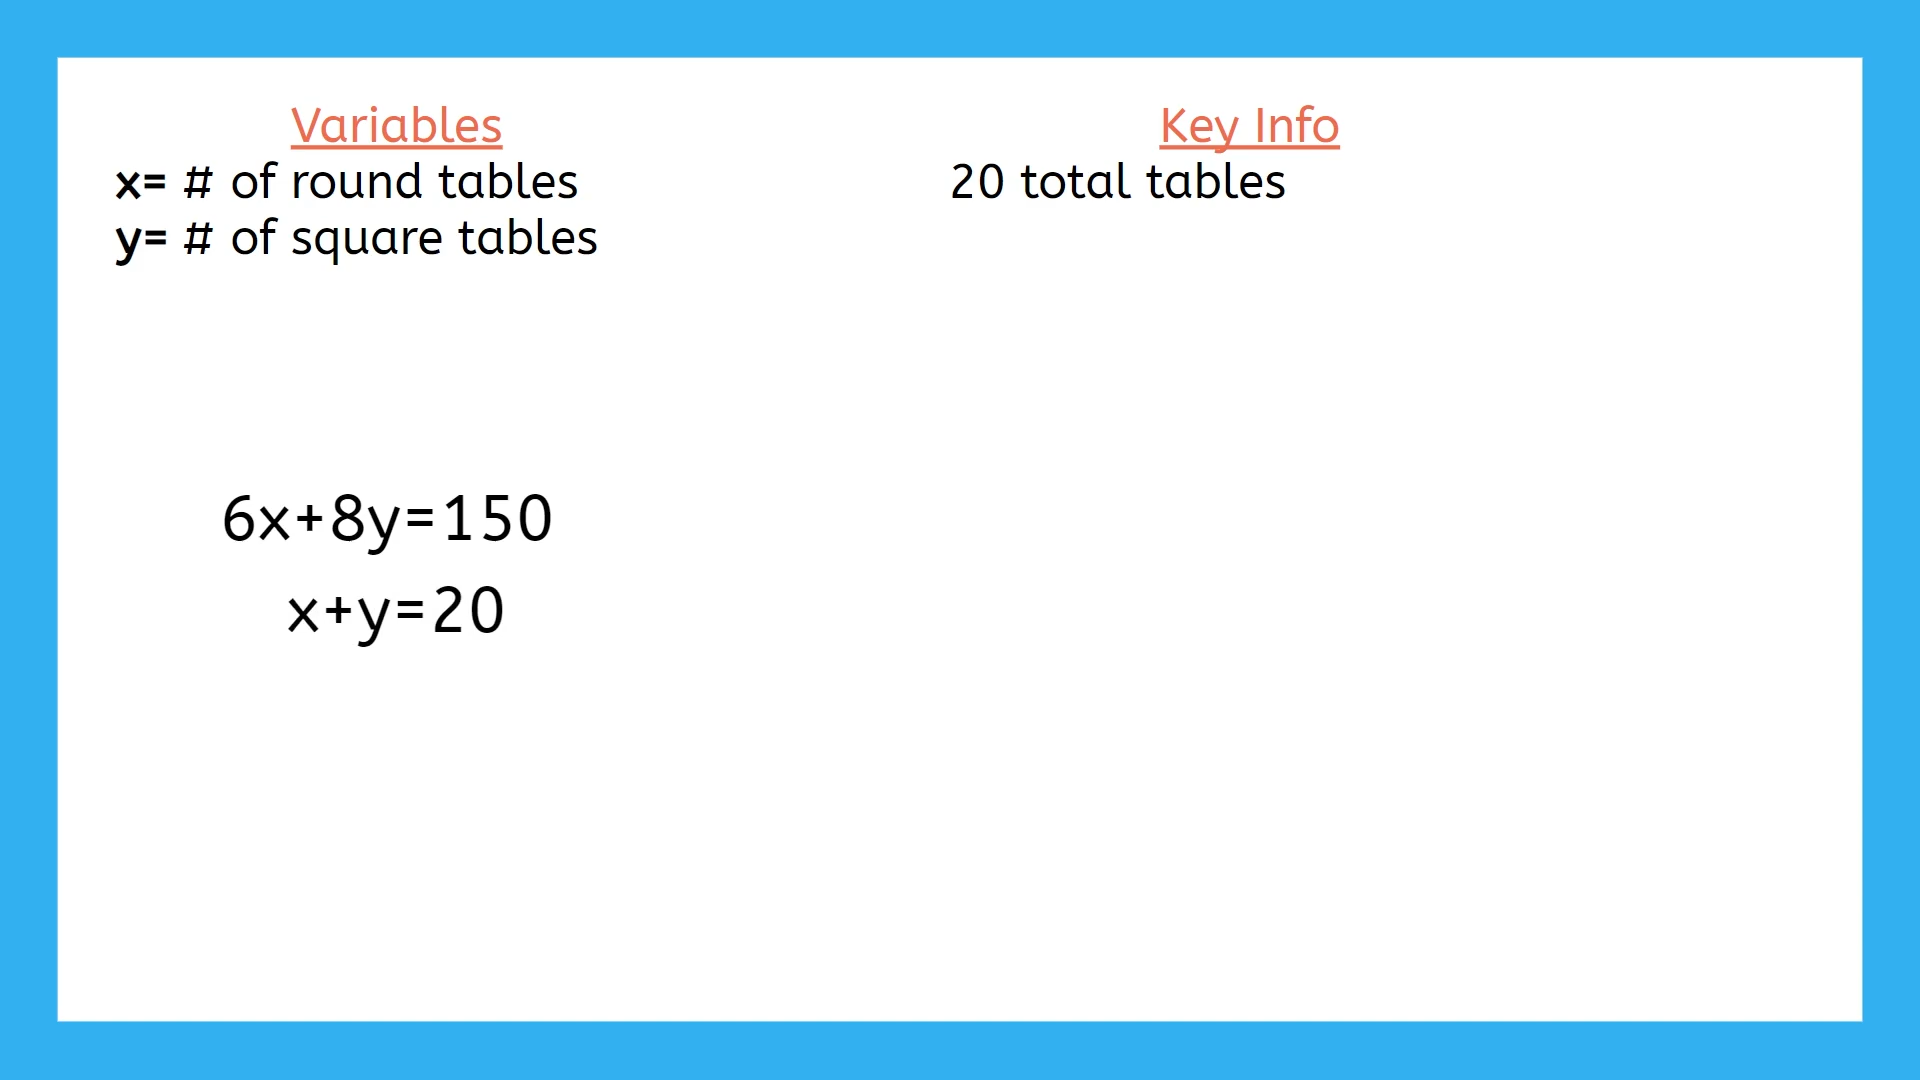 Variables
x= # of round tables
y= # of square tables
Key Info
20 total tables
6x+8y=150
x+y=20